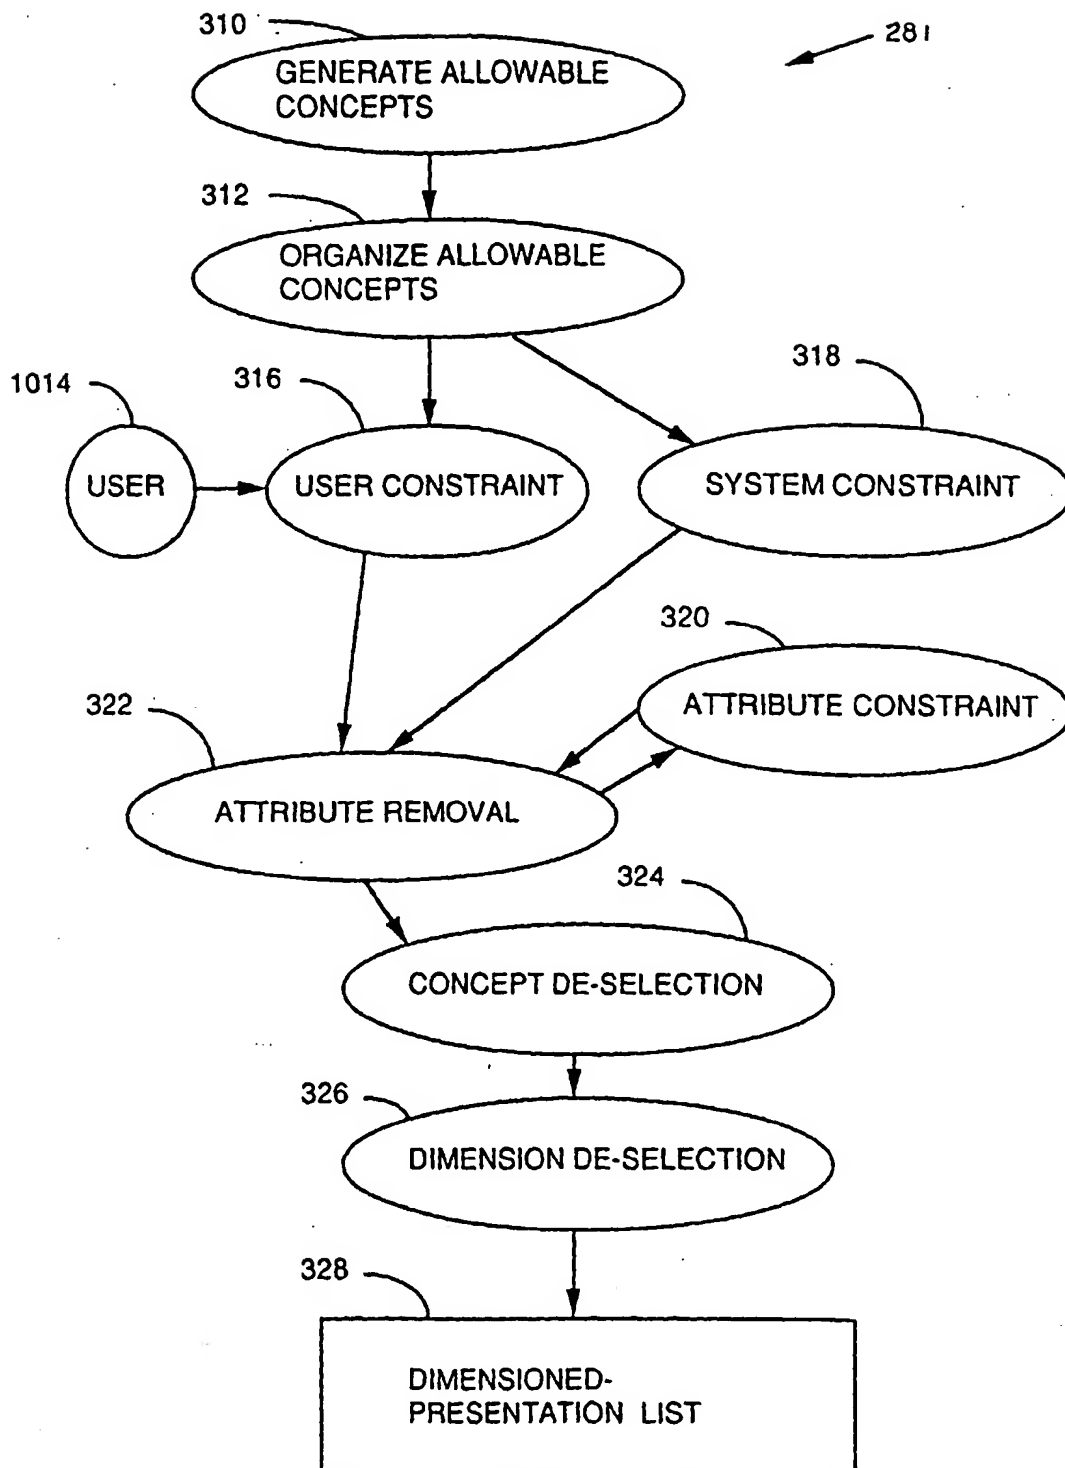 310
281
GENERATE ALLOWABLE
CONCEPTS
312
ORGANIZE ALLOWABLE
CONCEPTS
1014
316
318
USER
USER CONSTRAINT
SYSTEM CONSTRAINT
320
322
ATTRIBUTE CONSTRAINT
ATTRIBUTE REMOVAL
324
CONCEPT DE-SELECTION
326
DIMENSION DE-SELECTION
328
DIMENSIONED-
PRESENTATION LIST